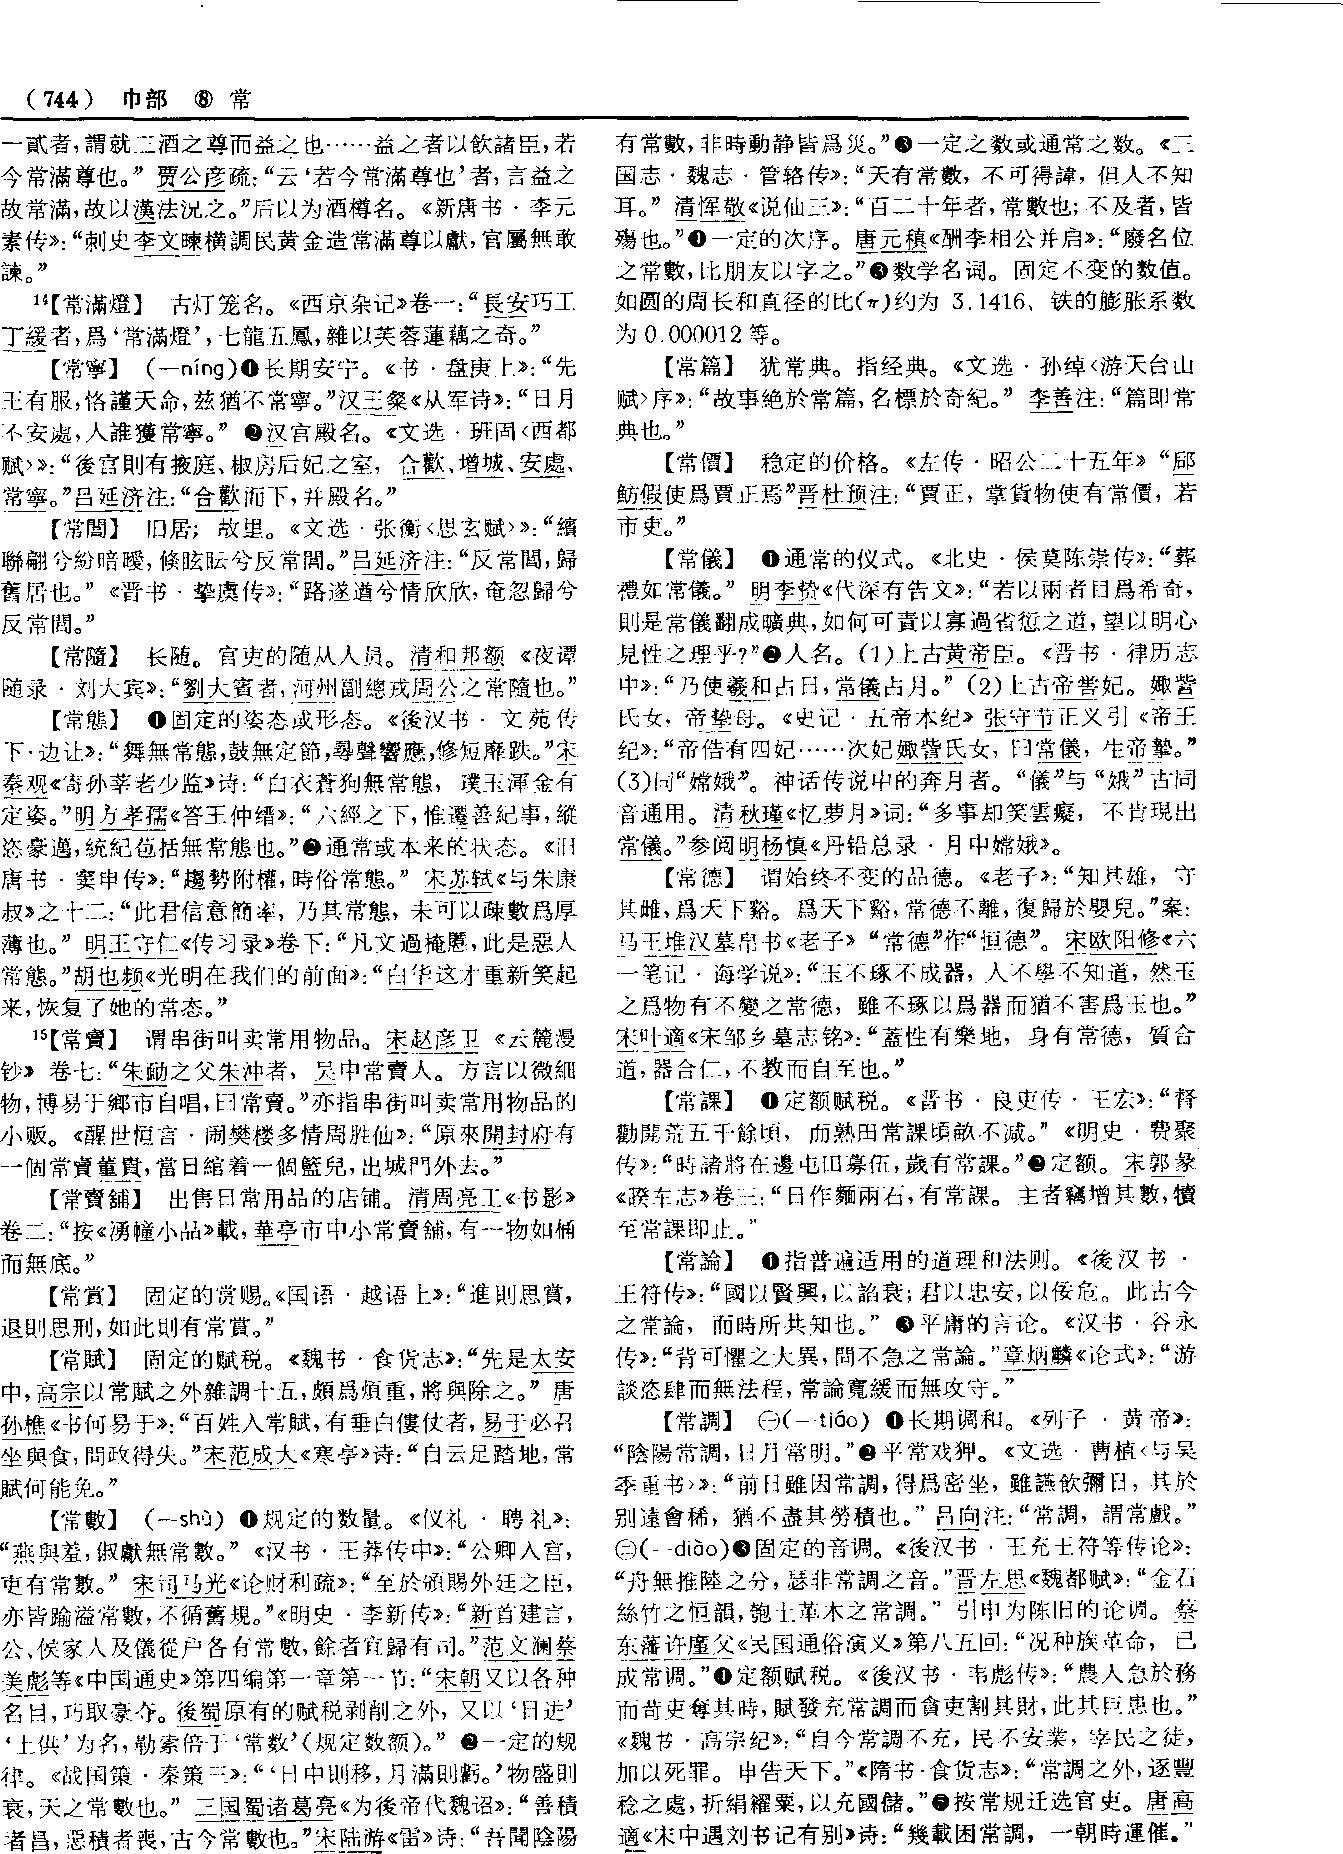 （744） 巾部 ⑧ 常
一貳者，謂就三酒之尊而益之也……益之者以飲諸臣，若
今常滿尊也。” 贾公彦疏：“云‘若今常滿尊也’者，言益之
故常滿，故以漢法況之。”后以为酒樽名。《新唐书·李元
素传》：“刺史李文暕橫調民黄金造常滿尊以獻，官屬無敢
諫。”
¹⁴【常滿燈】 古灯笼名。《西京杂记》卷一：“長安巧工
丁緩者，爲‘常滿燈’，七龍五鳳，雜以芙蓉蓮藕之奇。”
【常寧】 （—níng）❶长期安宁。《书·盘庚上》：“先
王有服，恪謹天命，兹猶不常寧。”汉王粲《从军诗》：“日月
不安處，人誰獲常寧。” ❷汉宫殿名。《文选·班固〈西都
赋〉》：“後宫則有掖庭、椒房后妃之室，合歡、增城、安處、
常寧。”吕延济注：“合歡而下，并殿名。”
【常閭】 旧居；故里。《文选·张衡〈思玄赋〉》：“繽
聯翩兮紛暗曖，倏眩眃兮反常閭。”吕延济注：“反常閭，歸
舊居也。” 《晋书·挚虞传》：“路遂遒兮情欣欣，奄忽歸兮
反常閭。”
【常隨】 长随。官吏的随从人员。清和邦额《夜谭
随录·刘大宾》：“劉大賓者，河州副總戎周公之常隨也。”
【常態】 ❶固定的姿态或形态。《後汉书·文苑传
下·边让》：“舞無常態，鼓無定節，尋聲響應，修短靡跌。”宋
秦观《寄孙莘老少监》诗：“白衣蒼狗無常態，璞玉渾金有
定姿。”明方孝孺《答王仲缙》：“六經之下，惟遷善紀事，縱
恣豪邁，統紀苞括無常態也。”❷通常或本来的状态。《旧
唐书·窦申传》：“趨勢附權，時俗常態。” 宋苏轼《与朱康
叔》之十二：“此君信意簡率，乃其常態，未可以疎數爲厚
薄也。” 明王守仁《传习录》卷下：“凡文過掩慝，此是惡人
常態。”胡也频《光明在我们的前面》：“白华这才重新笑起
来，恢复了她的常态。”
¹⁵【常賣】 谓串街叫卖常用物品。宋赵彦卫《云麓漫
钞》卷七：“朱勔之父朱沖者，吴中常賣人。方言以微細
物，博易于鄉市自唱，曰常賣。”亦指串街叫卖常用物品的
小贩。《醒世恒言·闹樊楼多情周胜仙》：“原來開封府有
一個常賣董貴，當日綰着一個籃兒，出城門外去。”
【常賣舖】 出售日常用品的店铺。清周亮工《书影》
卷二：“按《湧幢小品》載，華亭市中小常賣舖，有一物如桶
而無底。”
【常賞】 固定的赏赐。《国语·越语上》：“進則思賞，
退則思刑，如此則有常賞。”
【常賦】 固定的赋税。《魏书·食货志》：“先是太安
中，高宗以常賦之外雜調十五，頗爲煩重，將與除之。” 唐
孙樵《书何易于》：“百姓入常賦，有垂白僂仗者，易于必召
坐與食，問政得失。”宋范成大《寒亭》诗：“白云足踏地，常
賦何能免。”
【常數】 （—shù） ❶规定的数量。《仪礼·聘礼》：
“燕與羞，俶獻無常數。” 《汉书·王莽传中》：“公卿入宫，
吏有常數。” 宋司马光《论财利疏》：“至於頒賜外廷之臣，
亦皆踰溢常數，不循舊規。”《明史·李新传》：“新首建言，
公、侯家人及儀從户各有常數，餘者宜歸有司。”范文澜蔡
美彪等《中国通史》第四编第一章第一节：“宋朝又以各种
名目，巧取豪夺。後蜀原有的赋税剥削之外，又以‘日进’
‘上供’为名，勒索倍于‘常数’（规定数额）。” ❷一定的规
律。《战国策·秦策三》：“‘日中则移，月滿則虧。’物盛則
衰，天之常數也。” 三国蜀诸葛亮《为後帝代魏诏》：“善積
者昌，惡積者喪，古今常數也。”宋陆游《雷》诗：“吾聞陰陽
有常數，非時動静皆爲災。”❸一定之数或通常之数。《三
国志·魏志·管辂传》：“天有常數，不可得諱，但人不知
耳。” 清恽敬《说仙三》：“百二十年者，常數也；不及者，皆
殤也。”❹一定的次序。唐元稹《酬李相公并启》：“廢名位
之常數，比朋友以字之。”❺数学名词。固定不变的数值。
如圆的周长和直径的比（π）约为 3.1416、铁的膨胀系数
为 0.000012 等。
【常篇】 犹常典。指经典。《文选·孙绰〈游天台山
赋〉序》：“故事絶於常篇，名標於奇紀。” 李善注：“篇即常
典也。”
【常價】 稳定的价格。《左传·昭公二十五年》“郈
魴假使爲賈正焉”晋杜预注：“賈正，掌貨物使有常價，若
市吏。”
【常儀】 ❶通常的仪式。《北史·侯莫陈崇传》：“葬
禮如常儀。” 明李贽《代深有告文》：“若以兩者目爲希奇，
則是常儀翻成曠典，如何可責以寡過省愆之道，望以明心
見性之理乎？”❷人名。（1）上古黄帝臣。《晋书·律历志
中》：“乃使羲和占日，常儀占月。”（2）上古帝喾妃。娵訾
氏女，帝挚母。《史记·五帝本纪》张守节正义引《帝王
纪》：“帝俈有四妃……次妃娵訾氏女，曰常儀，生帝摯。”
（3）同“嫦娥”。神话传说中的奔月者。“儀”与“娥”古同
音通用。清秋瑾《忆萝月》词：“多事却笑雲癡，不肯現出
常儀。”参阅明杨慎《丹铅总录·月中嫦娥》。
【常德】 谓始终不变的品德。《老子》：“知其雄，守
其雌，爲天下谿。爲天下谿，常德不離，復歸於嬰兒。”案：
马王堆汉墓帛书《老子》“常德”作“恒德”。宋欧阳修《六
一笔记·诲学说》：“玉不琢不成器，人不學不知道，然玉
之爲物有不變之常德，雖不琢以爲器而猶不害爲玉也。”
宋叶適《宋邹乡墓志铭》：“蓋性有樂地，身有常德，質合
道，器合仁，不教而自至也。”
【常課】 ❶定额赋税。《晋书·良吏传·王宏》：“督
勸開荒五千餘頃，而熟田常課頃畝不减。” 《明史·费聚
传》：“時諸將在邊屯田募伍，歲有常課。”❷定额。宋郭彖
《睽车志》卷三：“日作麵兩石，有常課。主者竊增其數，犢
至常課即止。”
【常論】 ❶指普遍适用的道理和法则。《後汉书·
王符传》：“國以賢興，以諂衰；君以忠安，以佞危。此古今
之常論，而時所共知也。” ❷平庸的言论。《汉书·谷永
传》：“背可懼之大異，問不急之常論。”章炳麟《论式》：“游
談恣肆而無法程，常論寬緩而無攻守。”
【常調】 ㊀（—tiáo） ❶长期调和。《列子·黄帝》：
“陰陽常調，日月常明。”❷平常戏狎。《文选·曹植〈与吴
季重书〉》：“前日雖因常調，得爲密坐，雖讌飲彌日，其於
别遠會稀，猶不盡其勞積也。” 吕向注：“常調，謂常戲。”
㊁（—diào）❸固定的音调。《後汉书·王充王符等传论》：
“舟無推陸之分，瑟非常調之音。”晋左思《魏都赋》：“金石
絲竹之恒韻，匏土革木之常調。” 引申为陈旧的论调。蔡
东藩许廑父《民国通俗演义》第八五回：“况种族革命，已
成常调。”❹定额赋税。《後汉书·韦彪传》：“農人急於務
而苛吏奪其時，賦發充常調而貪吏割其財，此其巨患也。”
《魏书·高宗纪》：“自今常調不充，民不安業，宰民之徒，
加以死罪。申告天下。”《隋书·食货志》：“常調之外，逐豐
稔之處，折絹糴粟，以充國儲。”❺按常规迁选官吏。唐高
適《宋中遇刘书记有别》诗：“幾載困常調，一朝時運催。”